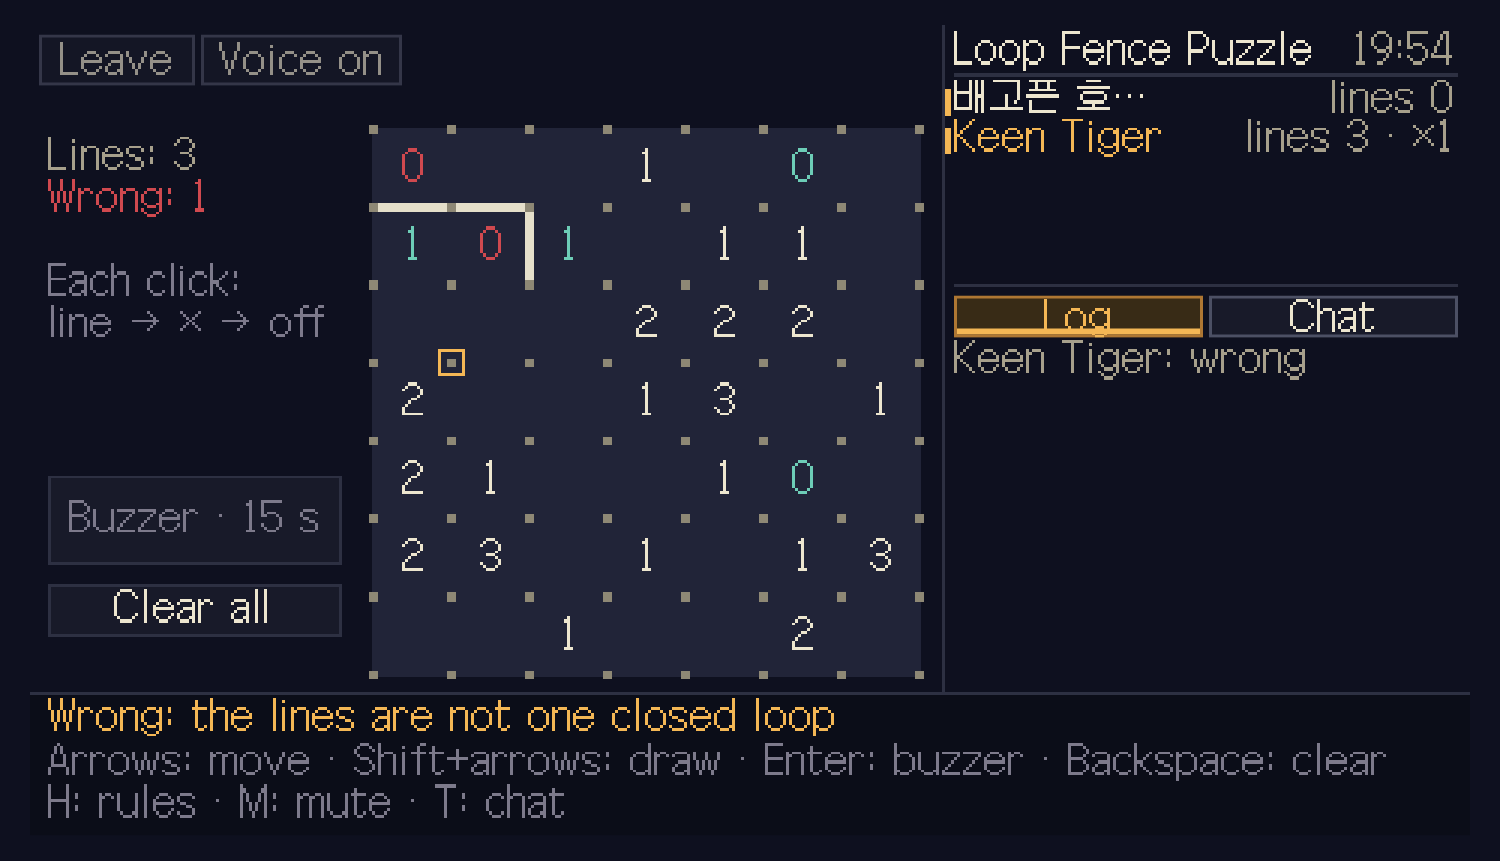 Leave Voice on
Loop Fence Puzzle 19:54
배고픈 호… lines 0
Keen Tiger lines 3 · ×1
Lines: 3
Wrong: 1
Each click:
line → × → off
0 1 0
1 0 1 1 1
2 2 2
2 1 3 1
2 1 1 0
2 3 1 1 3
1 2
Buzzer · 15 s
Clear all
Log Chat
Keen Tiger: wrong
Wrong: the lines are not one closed loop
Arrows: move · Shift+arrows: draw · Enter: buzzer · Backspace: clear
H: rules · M: mute · T: chat